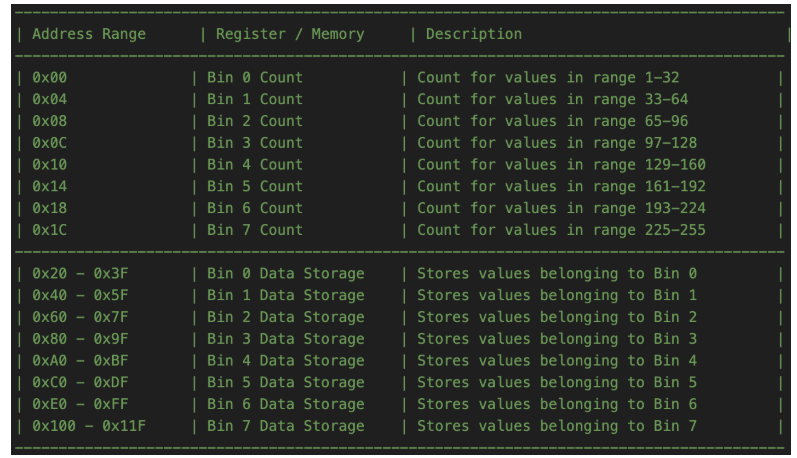 | Address Range | Register / Memory | Description |
| 0x00 | Bin 0 Count | Count for values in range 1–32 |
| 0x04 | Bin 1 Count | Count for values in range 33–64 |
| 0x08 | Bin 2 Count | Count for values in range 65–96 |
| 0x0C | Bin 3 Count | Count for values in range 97–128 |
| 0x10 | Bin 4 Count | Count for values in range 129–160 |
| 0x14 | Bin 5 Count | Count for values in range 161–192 |
| 0x18 | Bin 6 Count | Count for values in range 193–224 |
| 0x1C | Bin 7 Count | Count for values in range 225–255 |
| 0x20 – 0x3F | Bin 0 Data Storage | Stores values belonging to Bin 0 |
| 0x40 – 0x5F | Bin 1 Data Storage | Stores values belonging to Bin 1 |
| 0x60 – 0x7F | Bin 2 Data Storage | Stores values belonging to Bin 2 |
| 0x80 – 0x9F | Bin 3 Data Storage | Stores values belonging to Bin 3 |
| 0xA0 – 0xBF | Bin 4 Data Storage | Stores values belonging to Bin 4 |
| 0xC0 – 0xDF | Bin 5 Data Storage | Stores values belonging to Bin 5 |
| 0xE0 – 0xFF | Bin 6 Data Storage | Stores values belonging to Bin 6 |
| 0x100 – 0x11F | Bin 7 Data Storage | Stores values belonging to Bin 7 |